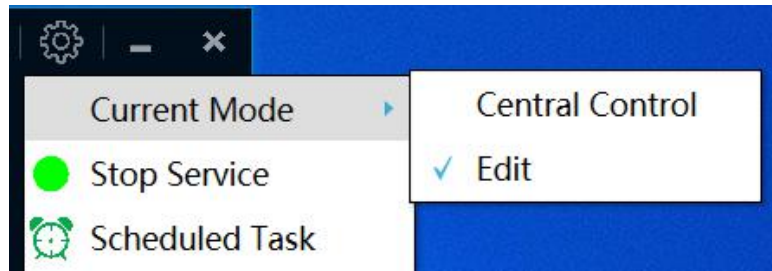 Current Mode
Central Control
Edit
Stop Service
Scheduled Task